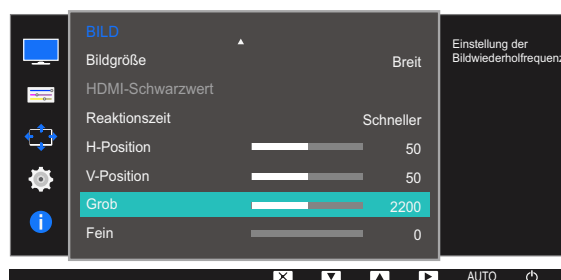 BILD
Bildgröße Breit
HDMI-Schwarzwert
Reaktionszeit Schneller
H-Position 50
V-Position 50
Grob 2200
Fein 0
Einstellung der
Bildwiederholfrequenz
AUTO